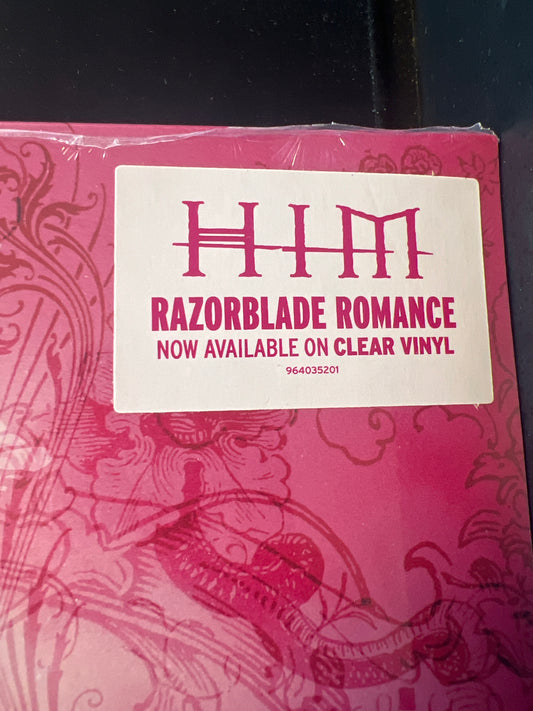 HIM
RAZORBLADE ROMANCE
NOW AVAILABLE ON CLEAR VINYL
964035201